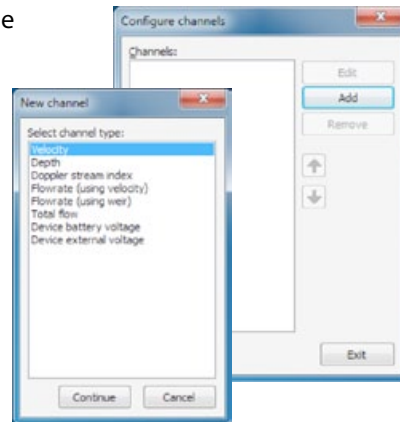 e
Configure channels
Channels:
Edit
Add
Remove
Exit
New channel
Select channel type:
Velocity
Depth
Doppler stream index
Flowrate (using velocity)
Flowrate (using weir)
Total flow
Device battery voltage
Device external voltage
Continue
Cancel